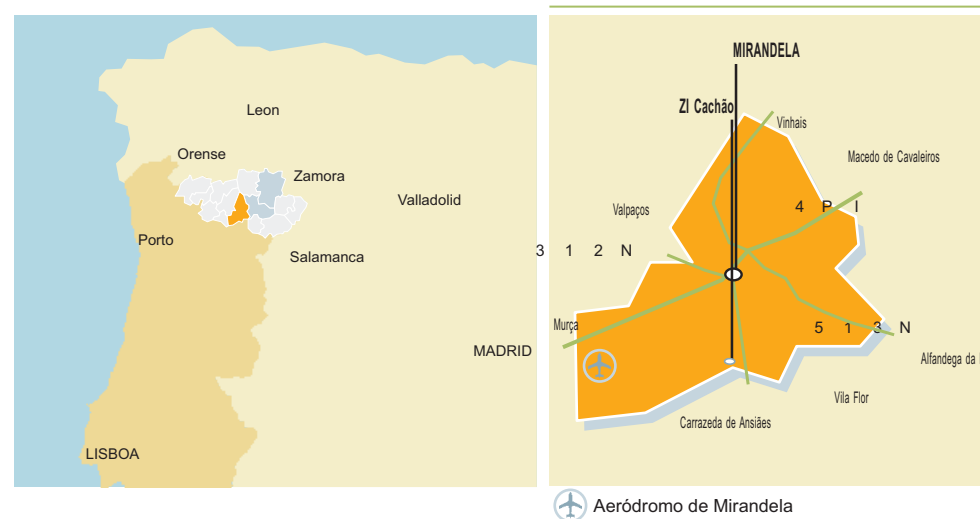 Leon
Orense
Zamora
Valladolid
Porto
Salamanca
MADRID
LISBOA
MIRANDELA
ZI Cachão
Vinhais
Macedo de Cavaleiros
4 P I
Valpaços
3 1 2 N
Murça
5 1 3 N
Alfandega da
Vila Flor
Carrazeda de Ansiães
Aeródromo de Mirandela